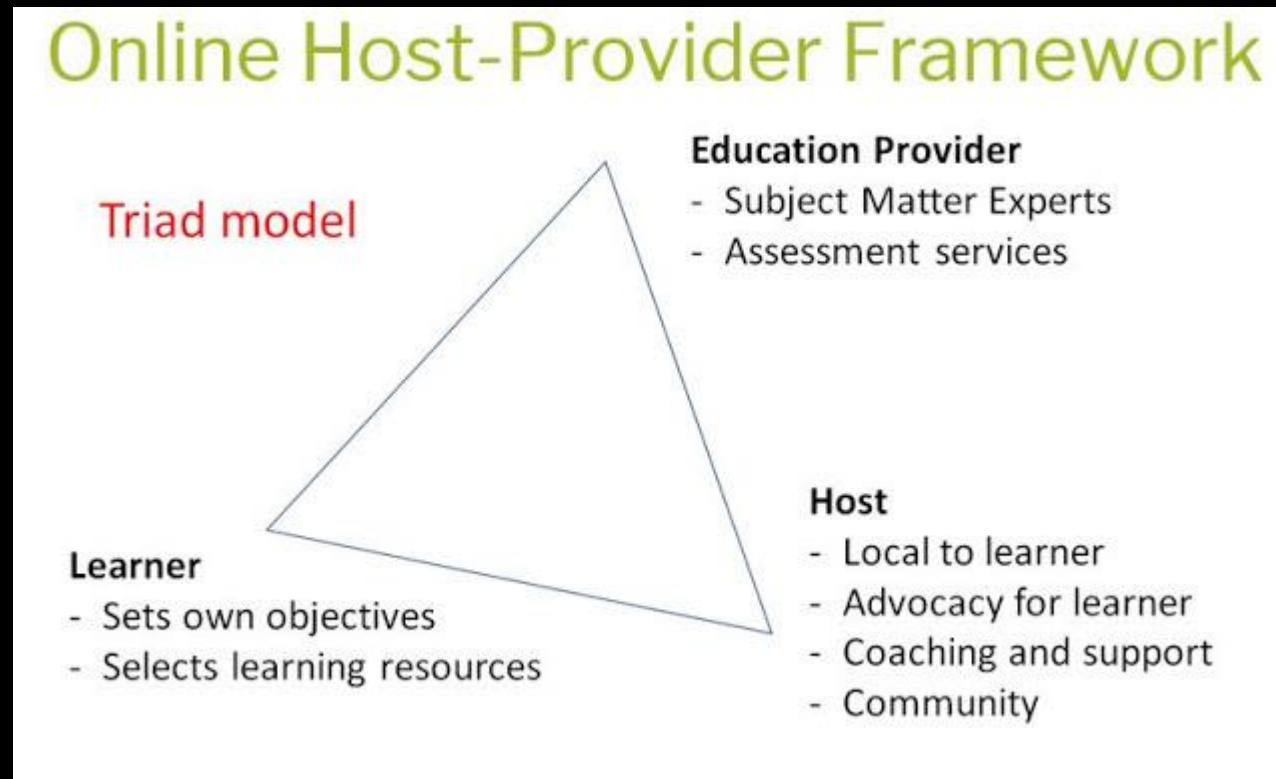 Online Host-Provider Framework
Triad model
Education Provider
- Subject Matter Experts
- Assessment services
Learner
- Sets own objectives
- Selects learning resources
Host
- Local to learner
- Advocacy for learner
- Coaching and support
- Community